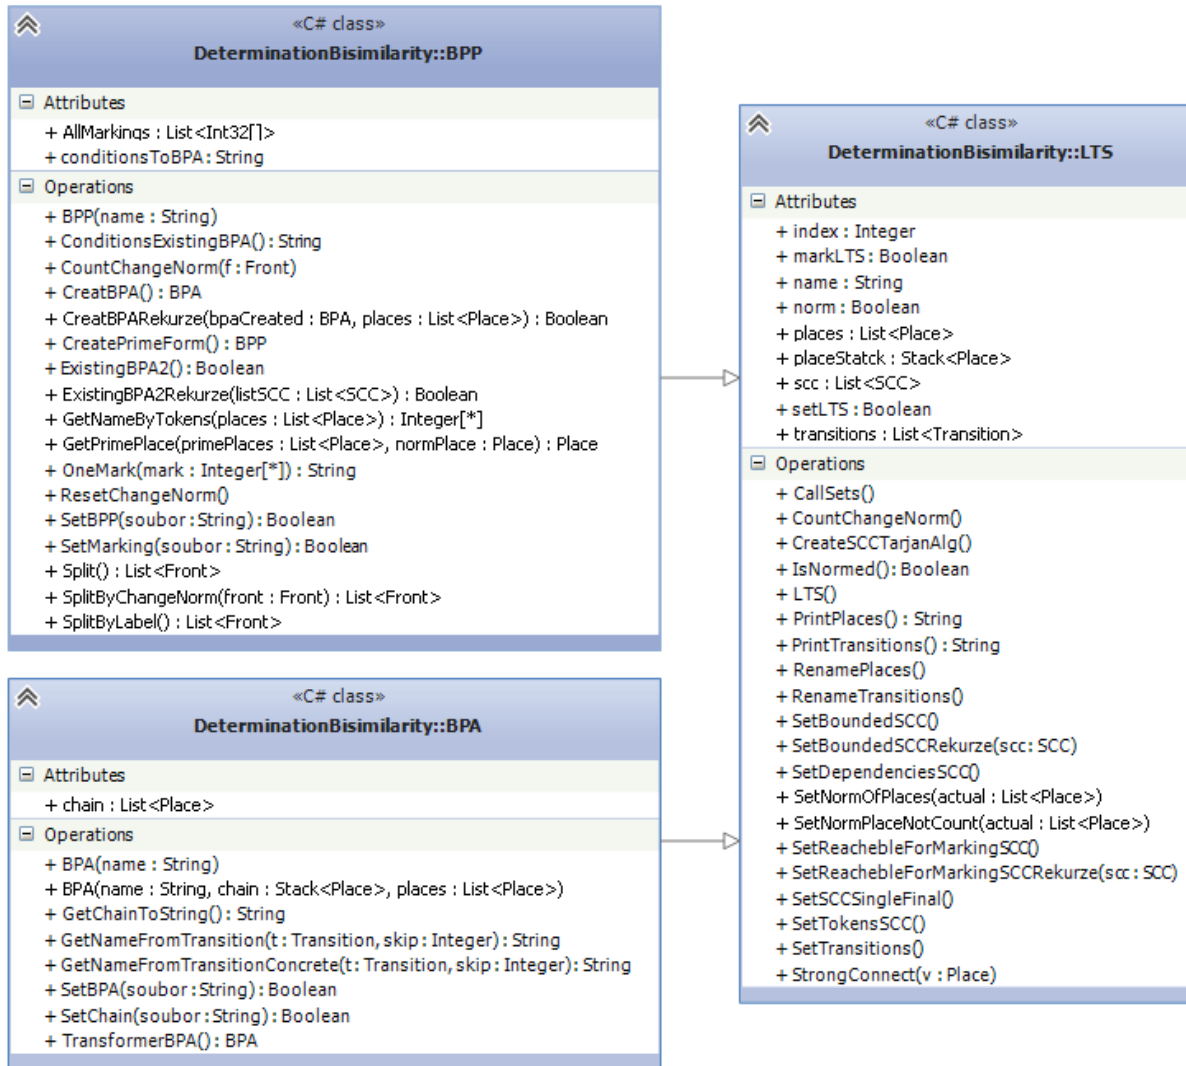 «C# class»
DeterminationBisimilarity::BPP
Attributes
+ AllMarkings : List<Int32[]>
+ conditionsToBPA : String
Operations
+ BPP(name : String)
+ ConditionsExistingBPA() : String
+ CountChangeNorm(f : Front)
+ CreatBPA() : BPA
+ CreatBPARekurze(bpaCreated : BPA, places : List<Place>) : Boolean
+ CreatePrimeForm() : BPP
+ ExistingBPA2() : Boolean
+ ExistingBPA2Rekurze(listSCC : List<SCC>) : Boolean
+ GetNameByTokens(places : List<Place>) : Integer[*]
+ GetPrimePlace(primePlaces : List<Place>, normPlace : Place) : Place
+ OneMark(mark : Integer[*]) : String
+ ResetChangeNorm()
+ SetBPP(soubor : String) : Boolean
+ SetMarking(soubor : String) : Boolean
+ Split() : List<Front>
+ SplitByChangeNorm(front : Front) : List<Front>
+ SplitByLabel() : List<Front>
«C# class»
DeterminationBisimilarity::BPA
Attributes
+ chain : List<Place>
Operations
+ BPA(name : String)
+ BPA(name : String, chain : Stack<Place>, places : List<Place>)
+ GetChainToString() : String
+ GetNameFromTransition(t : Transition, skip : Integer) : String
+ GetNameFromTransitionConcrete(t : Transition, skip : Integer) : String
+ SetBPA(soubor : String) : Boolean
+ SetChain(soubor : String) : Boolean
+ TransformerBPA() : BPA
«C# class»
DeterminationBisimilarity::LTS
Attributes
+ index : Integer
+ markLTS : Boolean
+ name : String
+ norm : Boolean
+ places : List<Place>
+ placeStatck : Stack<Place>
+ scc : List<SCC>
+ setLTS : Boolean
+ transitions : List<Transition>
Operations
+ CallSets()
+ CountChangeNorm()
+ CreateSCCTarjanAlg()
+ IsNormed() : Boolean
+ LTS()
+ PrintPlaces() : String
+ PrintTransitions() : String
+ RenamePlaces()
+ RenameTransitions()
+ SetBoundedSCC()
+ SetBoundedSCCRekurze(scc : SCC)
+ SetDependenciesSCC()
+ SetNormOfPlaces(actual : List<Place>)
+ SetNormPlaceNotCount(actual : List<Place>)
+ SetReachebleForMarkingSCC()
+ SetReachebleForMarkingSCCRekurze(scc : SCC)
+ SetSCCSingleFinal()
+ SetTokensSCC()
+ SetTransitions()
+ StrongConnect(v : Place)